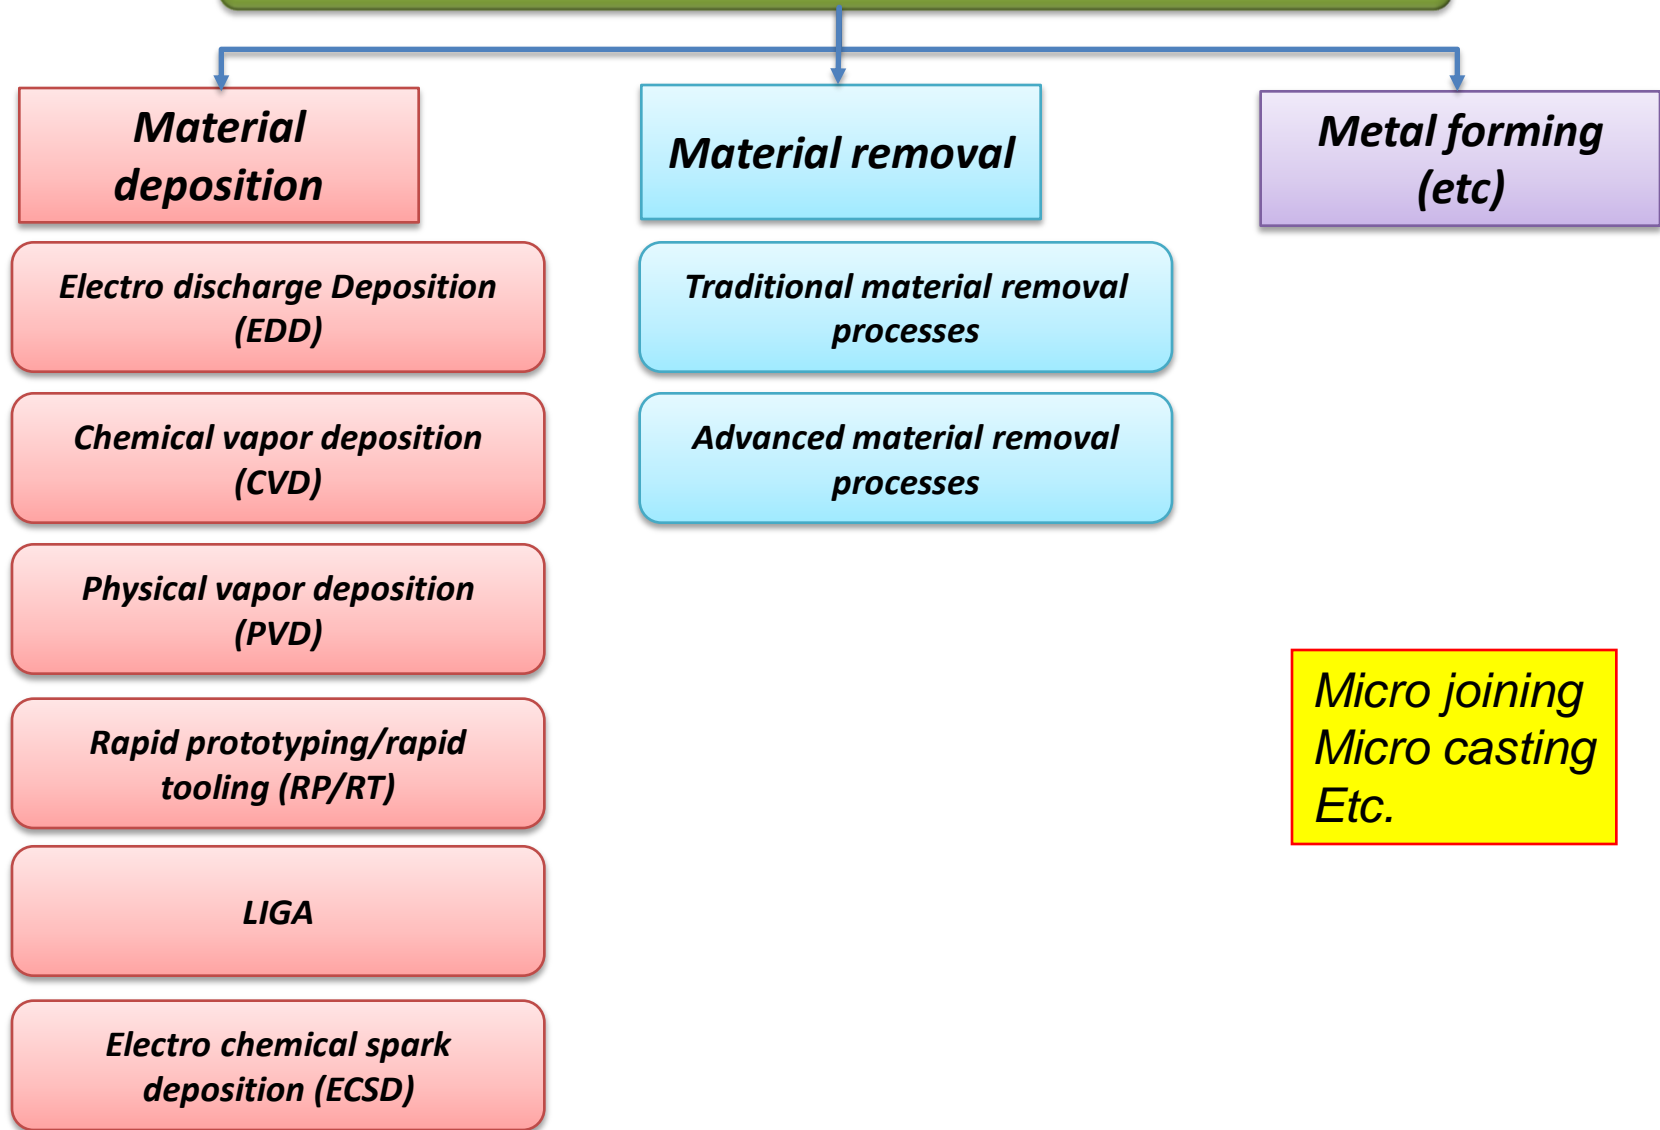 Material
deposition
Material removal
Metal forming
(etc)
Electro discharge Deposition
(EDD)
Chemical vapor deposition
(CVD)
Physical vapor deposition
(PVD)
Rapid prototyping/rapid
tooling (RP/RT)
LIGA
Electro chemical spark
deposition (ECSD)
Traditional material removal
processes
Advanced material removal
processes
Micro joining
Micro casting
Etc.